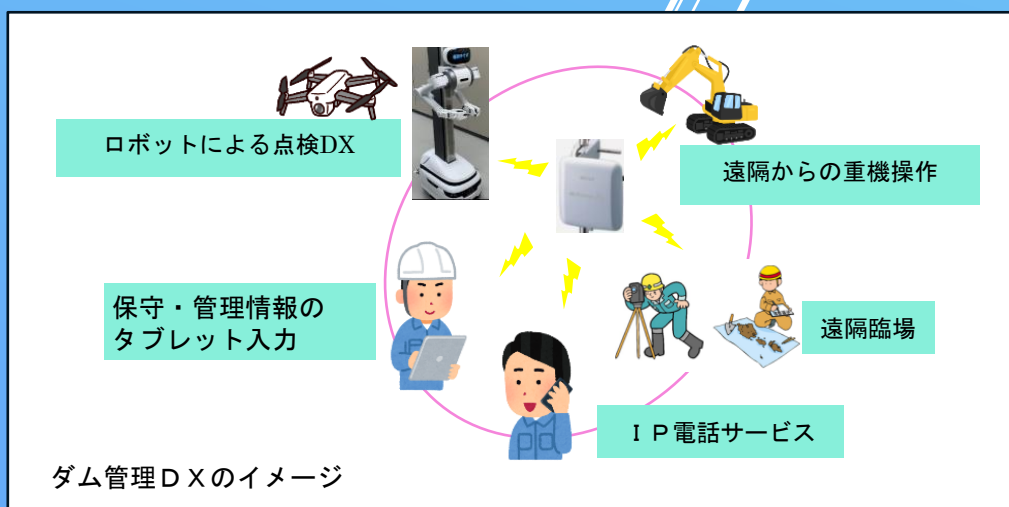 ロボットによる点検DX
遠隔からの重機操作
保守・管理情報の
タブレット入力
遠隔臨場
ＩＰ電話サービス
ダム管理ＤＸのイメージ